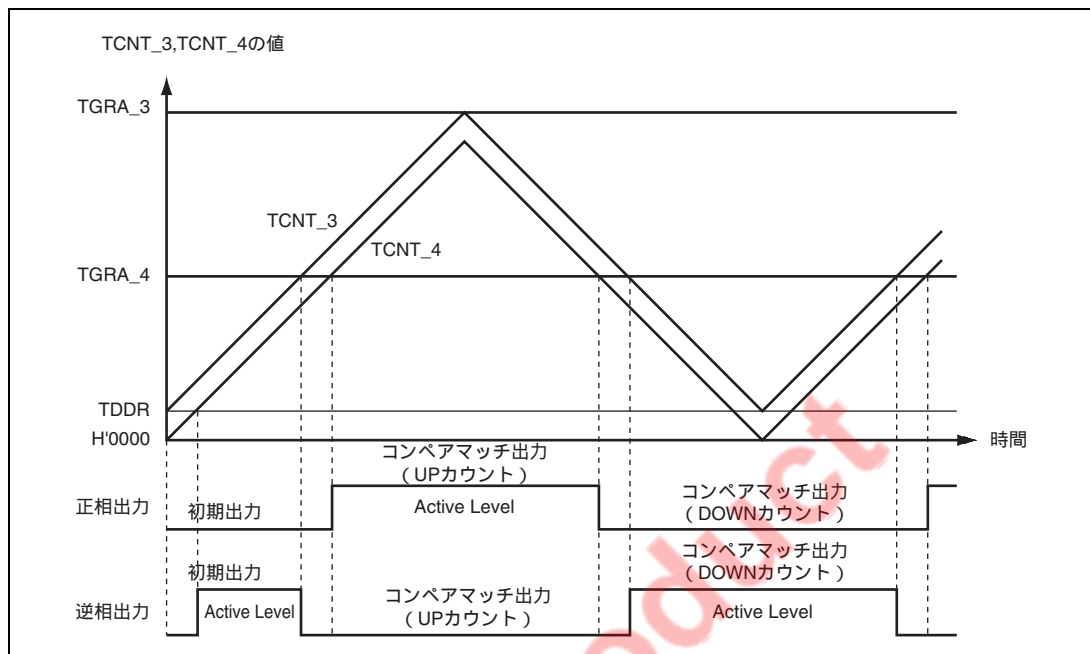 TCNT_3,TCNT_4の値
TGRA_3
TCNT_3
TCNT_4
TGRA_4
TDDR
H'0000
時間
コンペアマッチ出力
(UPカウント)
正相出力
初期出力
Active Level
コンペアマッチ出力
(DOWNカウント)
初期出力
コンペアマッチ出力
(DOWNカウント)
逆相出力
Active Level
コンペアマッチ出力
(UPカウント)
Active Level
oduct